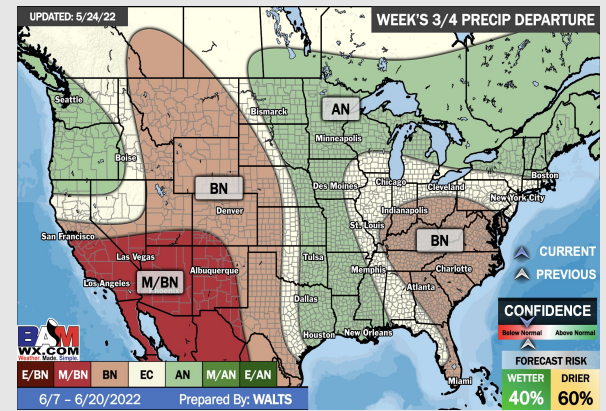 UPDATED: 5/24/22
WEEK'S 3/4 PRECIP DEPARTURE
Seattle
Bismarck
AN
Minneapolis
Boise
Boston
BN
Des Moines
Chicago
Cleveland
New York City
Denver
Indianapolis
St. Louis
San Francisco
BN
CURRENT
Las Vegas
Tulsa
Memphis
Charlotte
PREVIOUS
Los Angeles
M/BN
Albuquerque
Atlanta
Dallas
CONFIDENCE
Houston
New Orleans
Below Normal
Above Normal
BAM
WX.COM
Weather. Made. Simple.
FORECAST RISK
E/BN
M/BN
BN
EC
AN
M/AN
E/AN
Miami
WETTER
DRIER
6/7 – 6/20/2022
Prepared By: WALTS
40%
60%